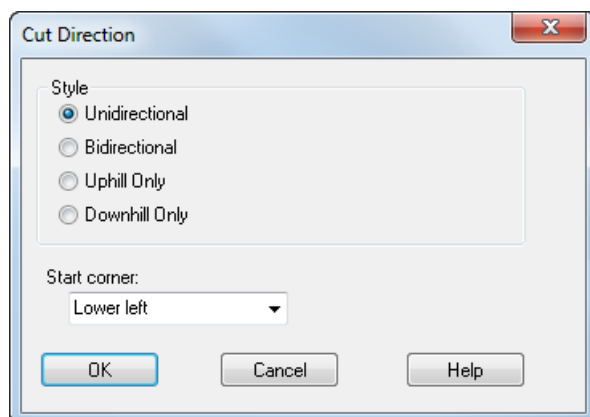 Cut Direction
Style
Unidirectional
Bidirectional
Uphill Only
Downhill Only
Start corner:
Lower left
OK Cancel Help